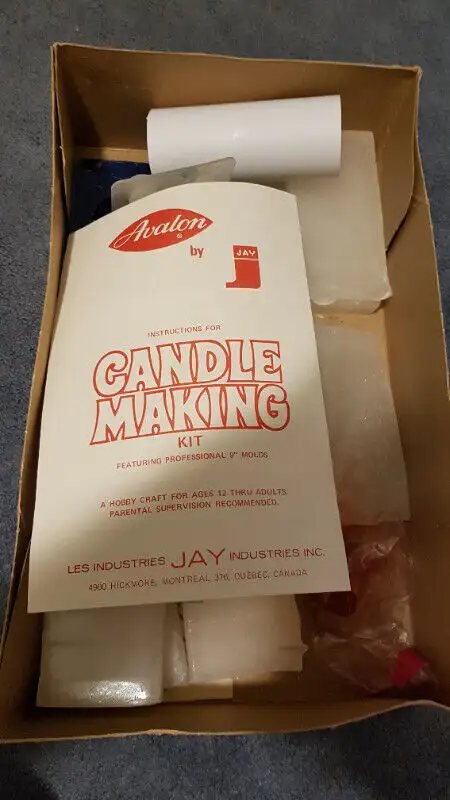 Avalon
®
by
JAY
INSTRUCTIONS FOR
CANDLE
MAKING
KIT
FEATURING PROFESSIONAL 9" MOLDS
A HOBBY CRAFT FOR AGES 12 THRU ADULTS
PARENTAL SUPERVISION RECOMMENDED.
LES INDUSTRIES JAY INDUSTRIES INC.
4900 HICKMORE, MONTREAL 376, QUEBEC, CANADA